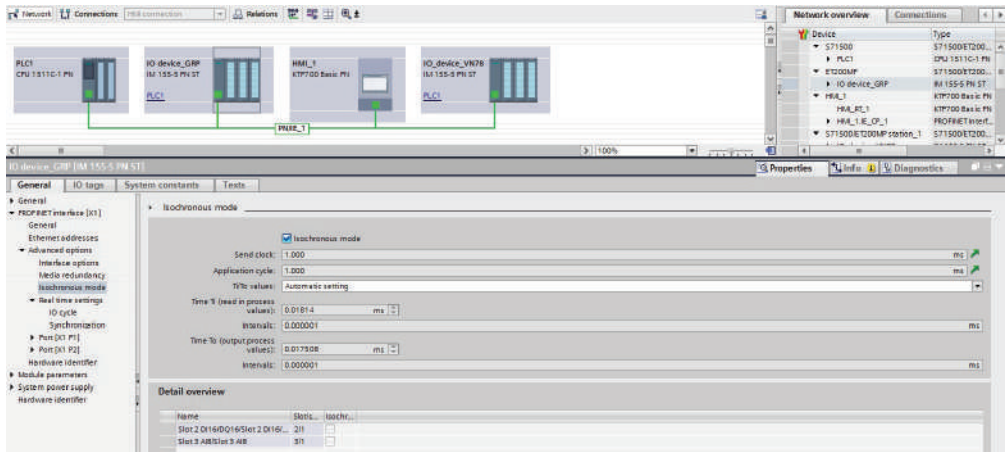 Network Connections HMI connection Relations
Network overview Connections
Device Type
S71500 S71500/ET200...
PLC1 CPU 1511C-1 PN
ET200MP S71500/ET200...
IO device_GRP IM 155-5 PN ST
HMI_1 KTP700 Basic PN
HMI_RT_1 KTP700 Basic PN
HMI_1.IE_CP_1 PROFINET interf...
S71500/ET200MP station_1 S71500/ET200...
PLC1
CPU 1511C-1 PN
IO device_GRP
IM 155-5 PN ST
PLC1
HMI_1
KTP700 Basic PN
IO_device_VN7B
IM 155-5 PN ST
PLC1
PN/IE_1
100%
IO device_GRP [IM 155-5 PN ST]
Properties Info Diagnostics
General IO tags System constants Texts
General
PROFINET interface [X1]
General
Ethernet addresses
Advanced options
Interface options
Media redundancy
Isochronous mode
Real time settings
IO cycle
Synchronization
Port [X1 P1]
Port [X1 P2]
Hardware identifier
Module parameters
System power supply
Hardware identifier
Isochronous mode
Isochronous mode
Send clock: 1.000 ms
Application cycle: 1.000 ms
Ti/To values: Automatic setting
Time Ti (read in process
values): 0.01814 ms
Intervals: 0.000001 ms
Time To (output process
values): 0.017508 ms
Intervals: 0.000001 ms
Detail overview
Name Slot/s... Isochr...
Slot 2 DI16/DQ16/Slot 2 DI16/... 2/1
Slot 3 AI8/Slot 3 AI8 3/1